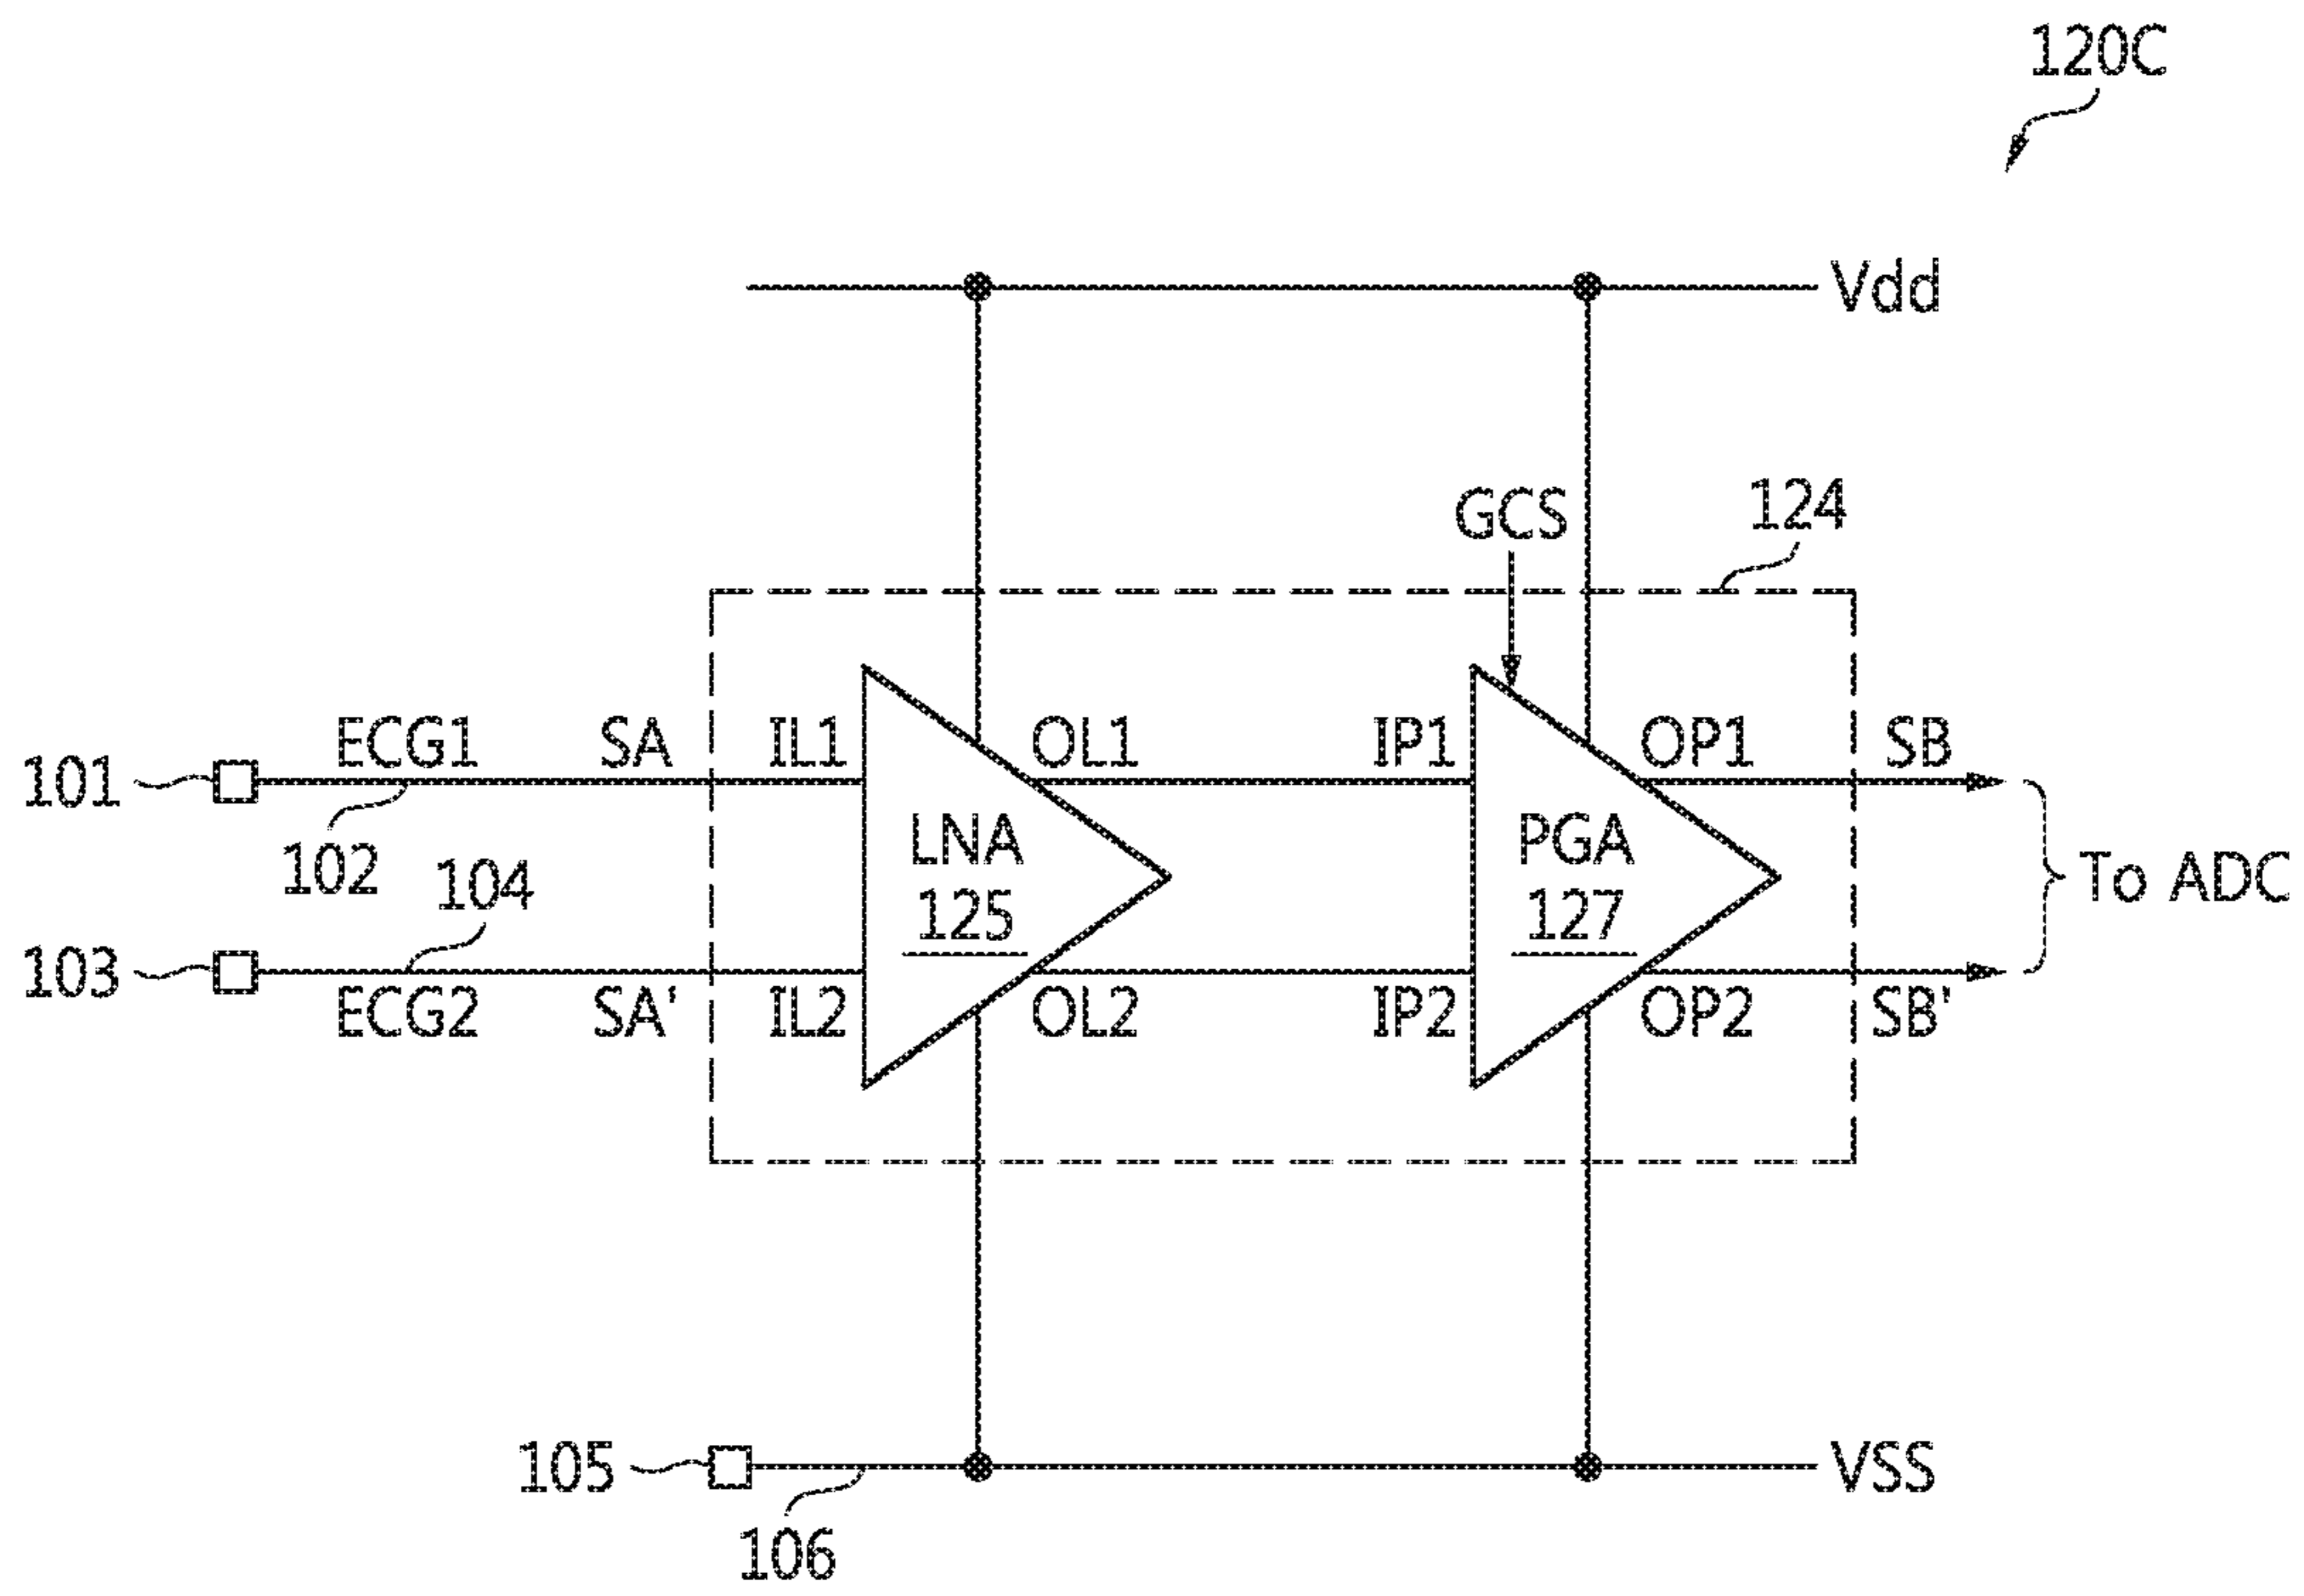 120C
Vdd
GCS
124
ECG1 SA IL1 OL1 IP1 OP1 SB
101
102
LNA
125
PGA
127
To ADC
104
103
ECG2 SA' IL2 OL2 IP2 OP2 SB'
105
VSS
106